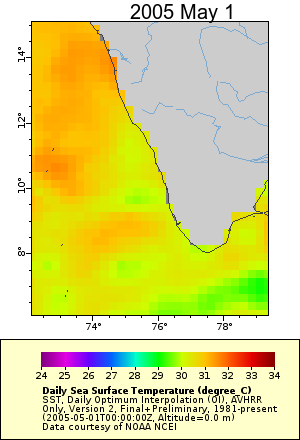 2005 May 1
14°
12°
10°
8°
74°
76°
78°
24 25 26 27 28 29 30 31 32 33 34
Daily Sea Surface Temperature (degree_C)
SST, Daily Optimum Interpolation (OI), AVHRR
Only, Version 2, Final+Preliminary, 1981-present
(2005-05-01T00:00:00Z, Altitude=0.0 m)
Data courtesy of NOAA NCEI